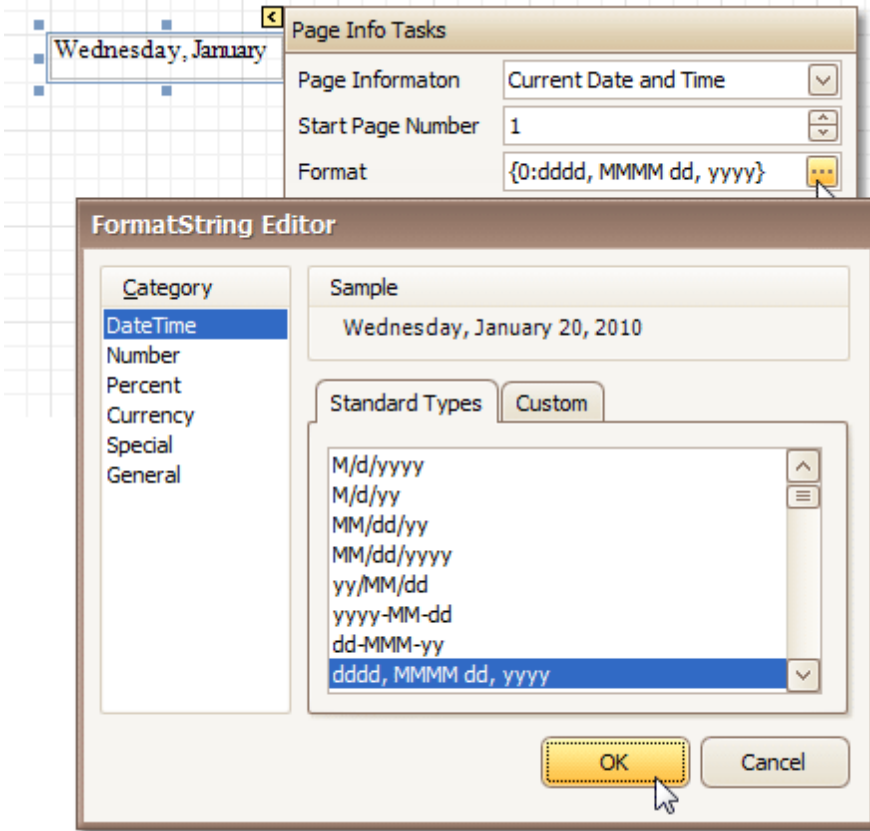 Wednesday, January
Page Info Tasks
Page Informaton Current Date and Time
Start Page Number 1
Format {0:dddd, MMMM dd, yyyy}
FormatString Editor
Category
DateTime
Number
Percent
Currency
Special
General
Sample
Wednesday, January 20, 2010
Standard Types Custom
M/d/yyyy
M/d/yy
MM/dd/yy
MM/dd/yyyy
yy/MM/dd
yyyy-MM-dd
dd-MMM-yy
dddd, MMMM dd, yyyy
OK Cancel